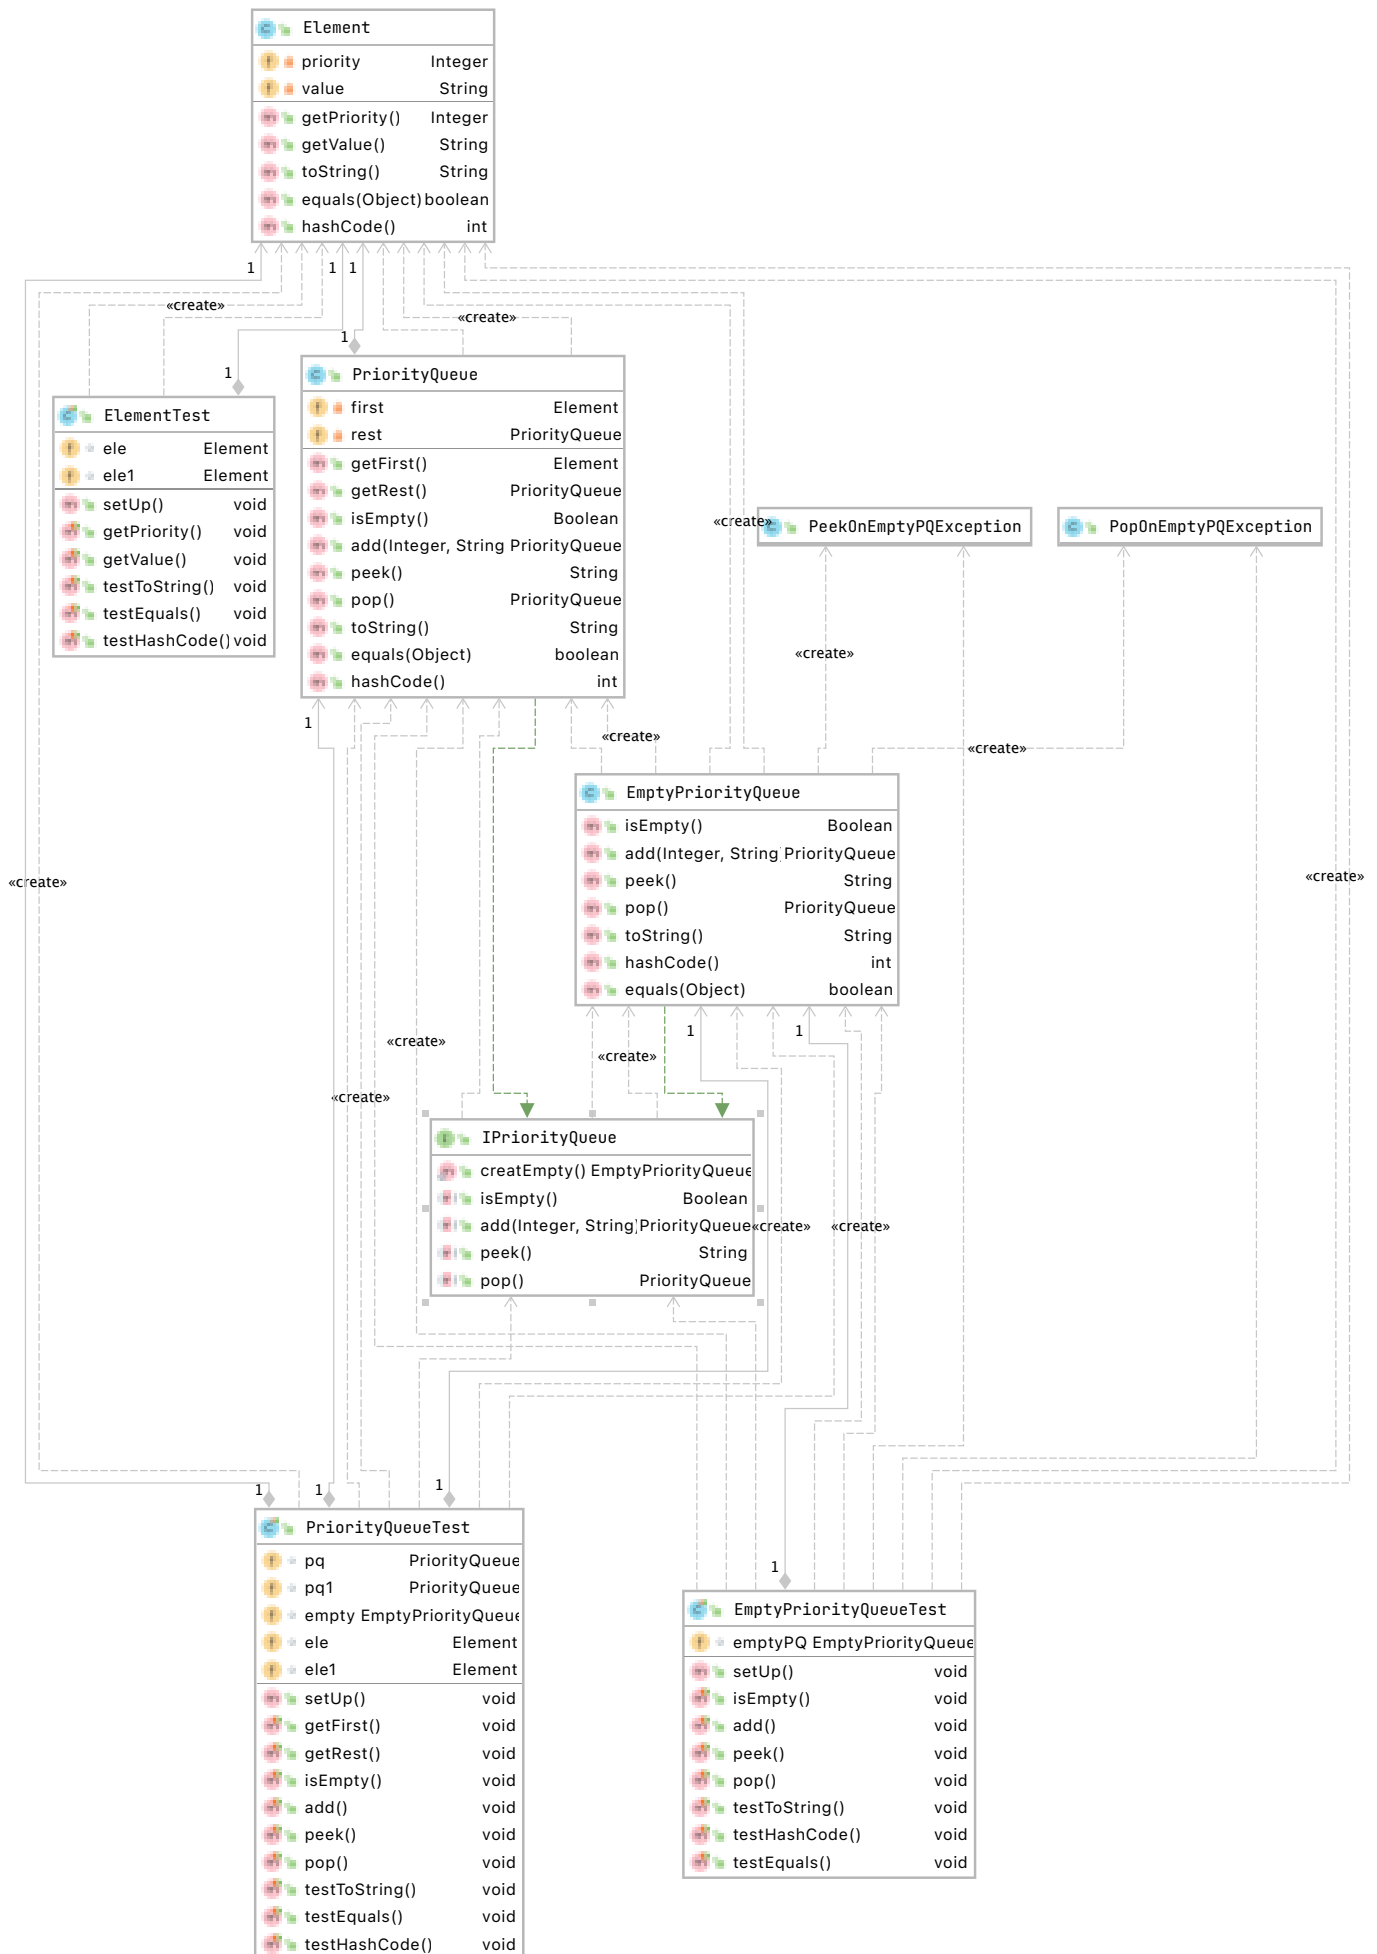 Element
priority Integer
value String
getPriority() Integer
getValue() String
toString() String
equals(Object) boolean
hashCode() int
1 1 1
«create»
«create»
1
1
PriorityQueue
first Element
rest PriorityQueue
getFirst() Element
getRest() PriorityQueue
isEmpty() Boolean
add(Integer, String PriorityQueue
peek() String
pop() PriorityQueue
toString() String
equals(Object) boolean
hashCode() int
ElementTest
ele Element
ele1 Element
setUp() void
getPriority() void
getValue() void
testToString() void
testEquals() void
testHashCode() void
«create»
PeekOnEmptyPQException
PopOnEmptyPQException
«create»
1
«create»
«create»
EmptyPriorityQueue
isEmpty() Boolean
add(Integer, String PriorityQueue
peek() String
pop() PriorityQueue
toString() String
hashCode() int
equals(Object) boolean
«create»
«create»
1 1
«create»
«create»
«create»
IPriorityQueue
creatEmpty() EmptyPriorityQueue
isEmpty() Boolean
add(Integer, String) PriorityQueue
peek() String
pop() PriorityQueue
«create»
«create»
1 1 1
PriorityQueueTest
pq PriorityQueue
pq1 PriorityQueue
empty EmptyPriorityQueue
ele Element
ele1 Element
setUp() void
getFirst() void
getRest() void
isEmpty() void
add() void
peek() void
pop() void
testToString() void
testEquals() void
testHashCode() void
1
EmptyPriorityQueueTest
emptyPQ EmptyPriorityQueue
setUp() void
isEmpty() void
add() void
peek() void
pop() void
testToString() void
testHashCode() void
testEquals() void